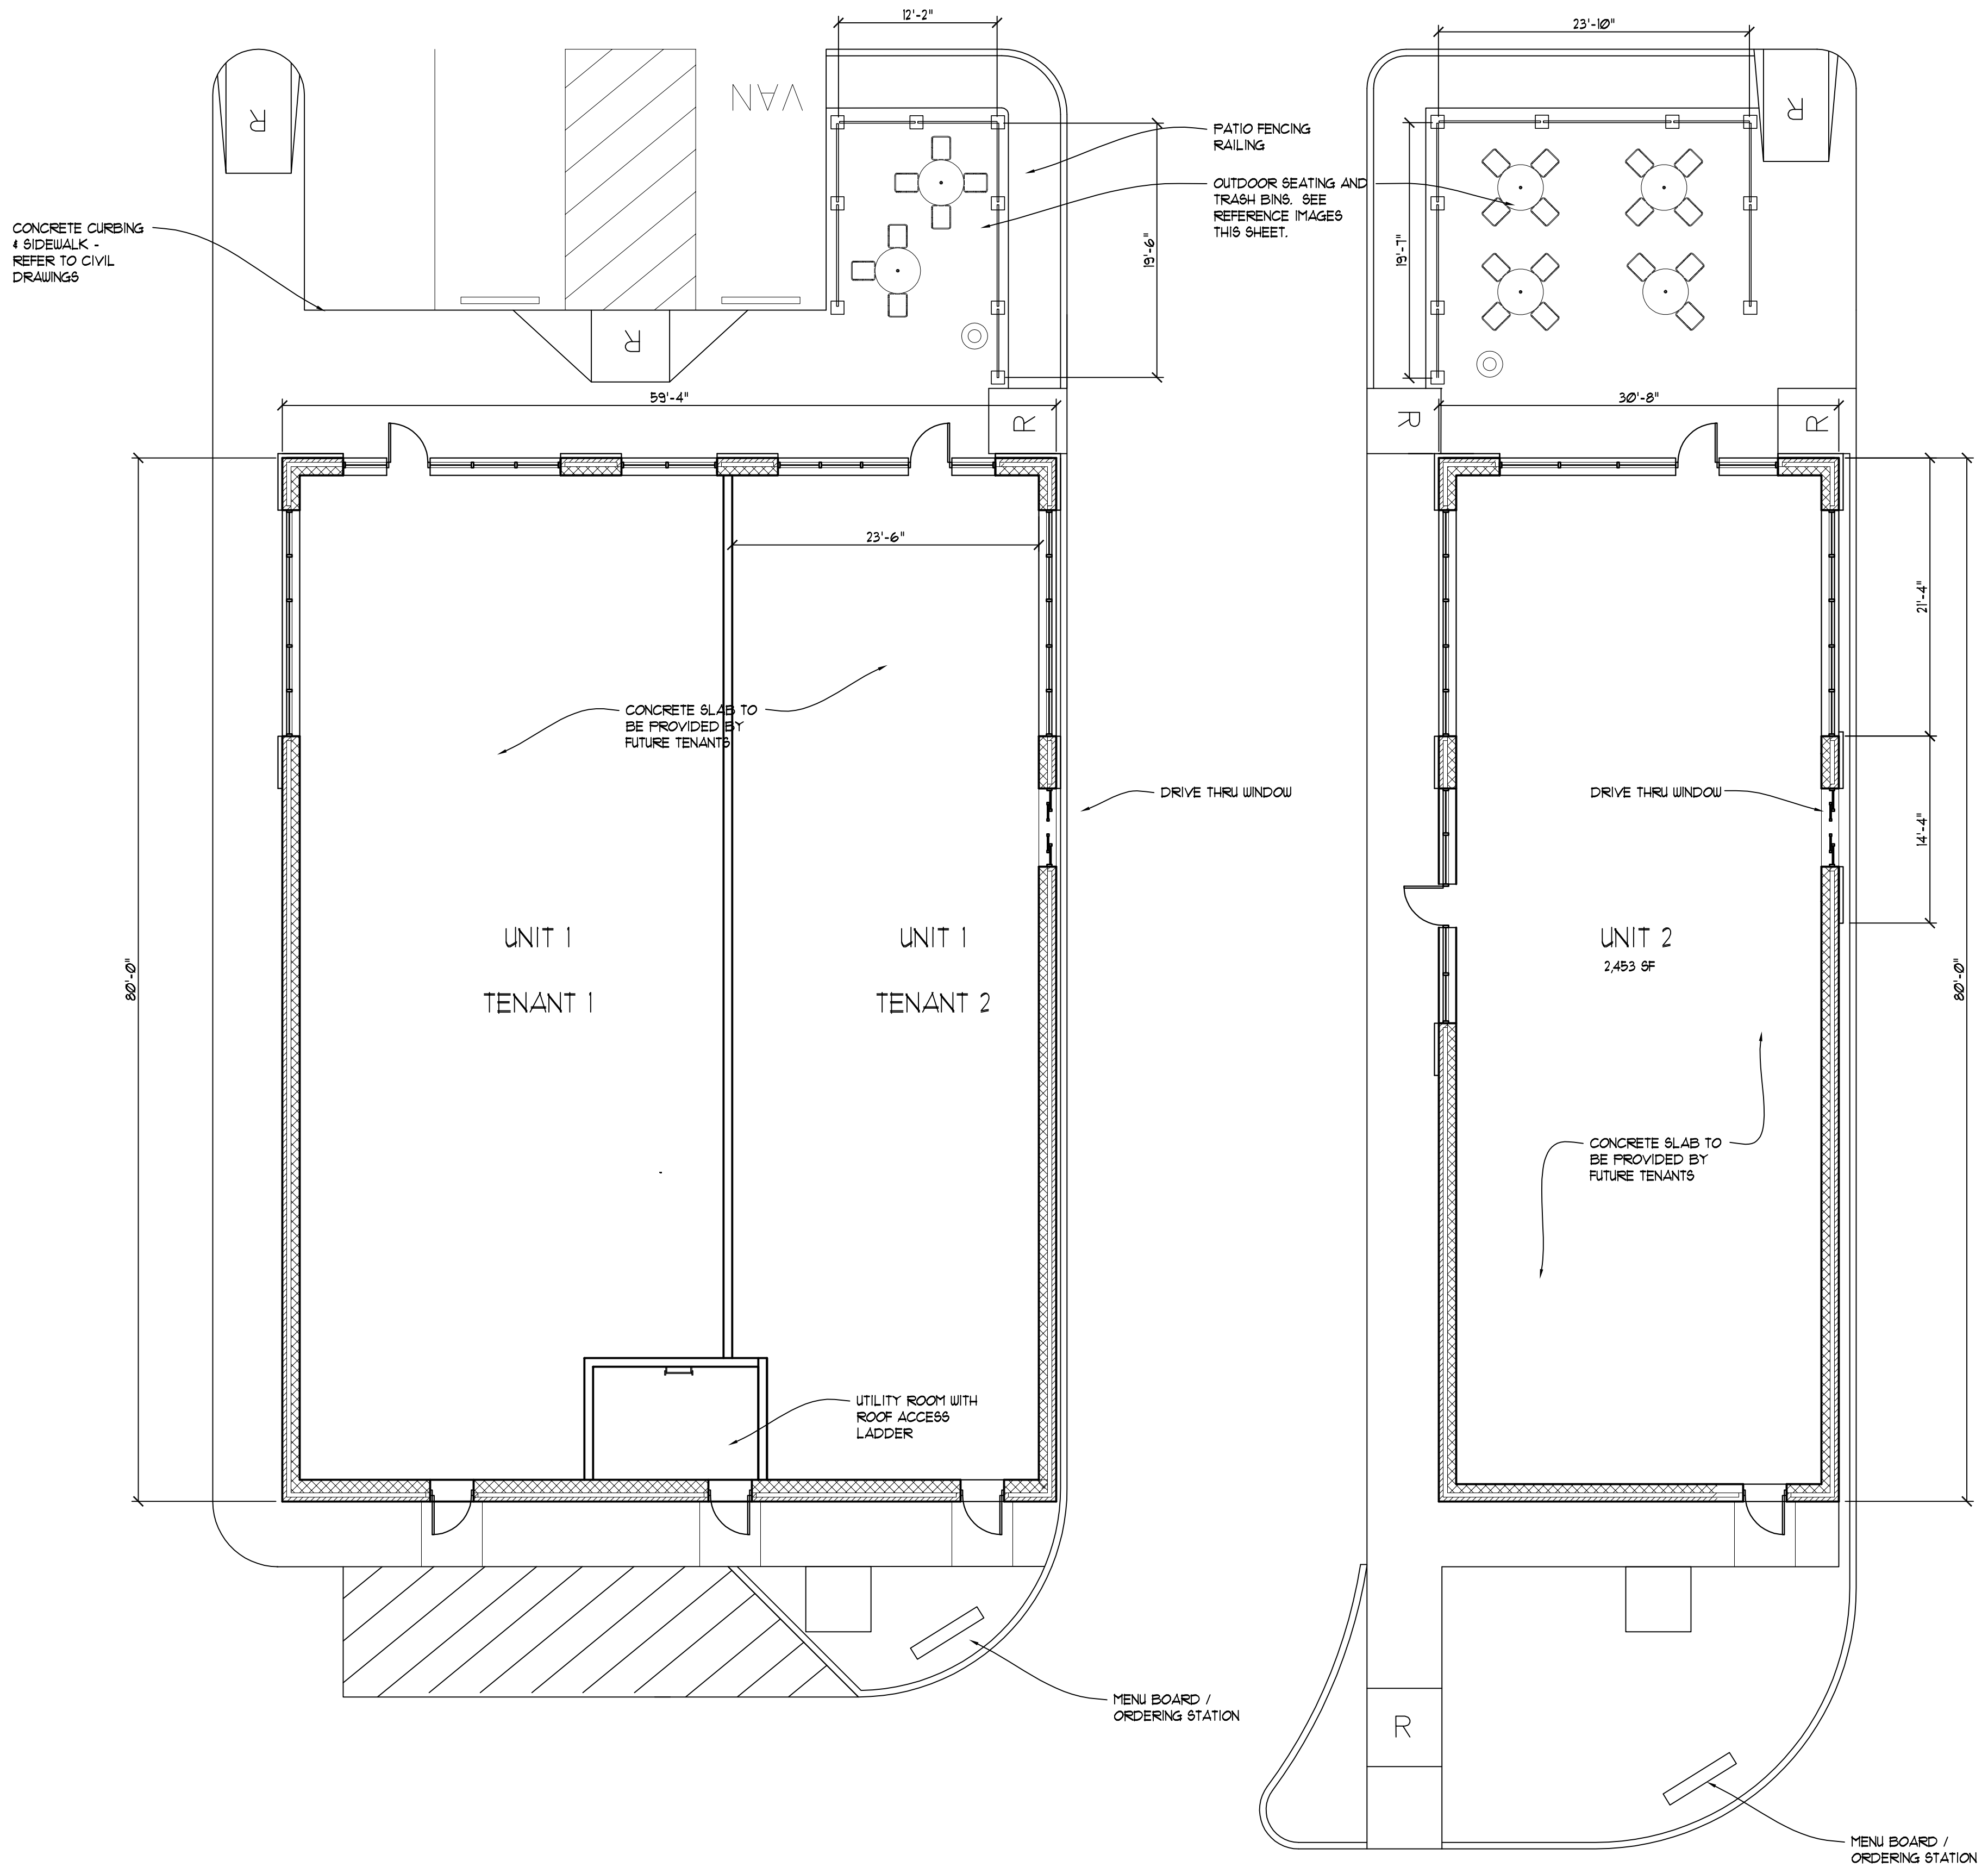 12'-2"
23'-10"
VAN
R
R
PATIO FENCING
RAILING
OUTDOOR SEATING AND
TRASH BINS. SEE
REFERENCE IMAGES
THIS SHEET.
CONCRETE CURBING
& SIDEWALK -
REFER TO CIVIL
DRAWINGS
19'-6"
19'-7"
R
59'-4"
30'-8"
R
R
R
23'-6"
21'-4"
CONCRETE SLAB TO
BE PROVIDED BY
FUTURE TENANTS
DRIVE THRU WINDOW
DRIVE THRU WINDOW
14'-4"
UNIT 1
TENANT 1
UNIT 1
TENANT 2
UNIT 2
2,453 SF
80'-0"
80'-0"
CONCRETE SLAB TO
BE PROVIDED BY
FUTURE TENANTS
UTILITY ROOM WITH
ROOF ACCESS
LADDER
MENU BOARD /
ORDERING STATION
R
MENU BOARD /
ORDERING STATION